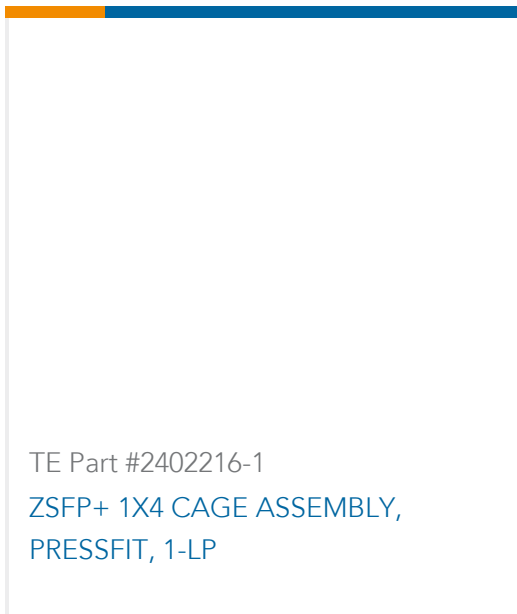 TE Part #2402216-1
ZSFP+ 1X4 CAGE ASSEMBLY,
PRESSFIT, 1-LP